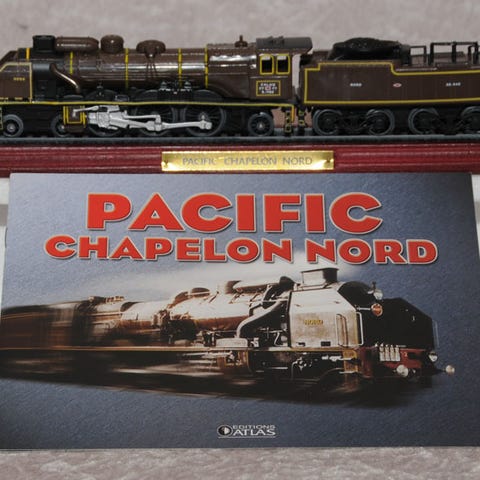 PACIFIC CHAPELON NORD
PACIFIC
CHAPELON NORD
EDITIONS
ATLAS